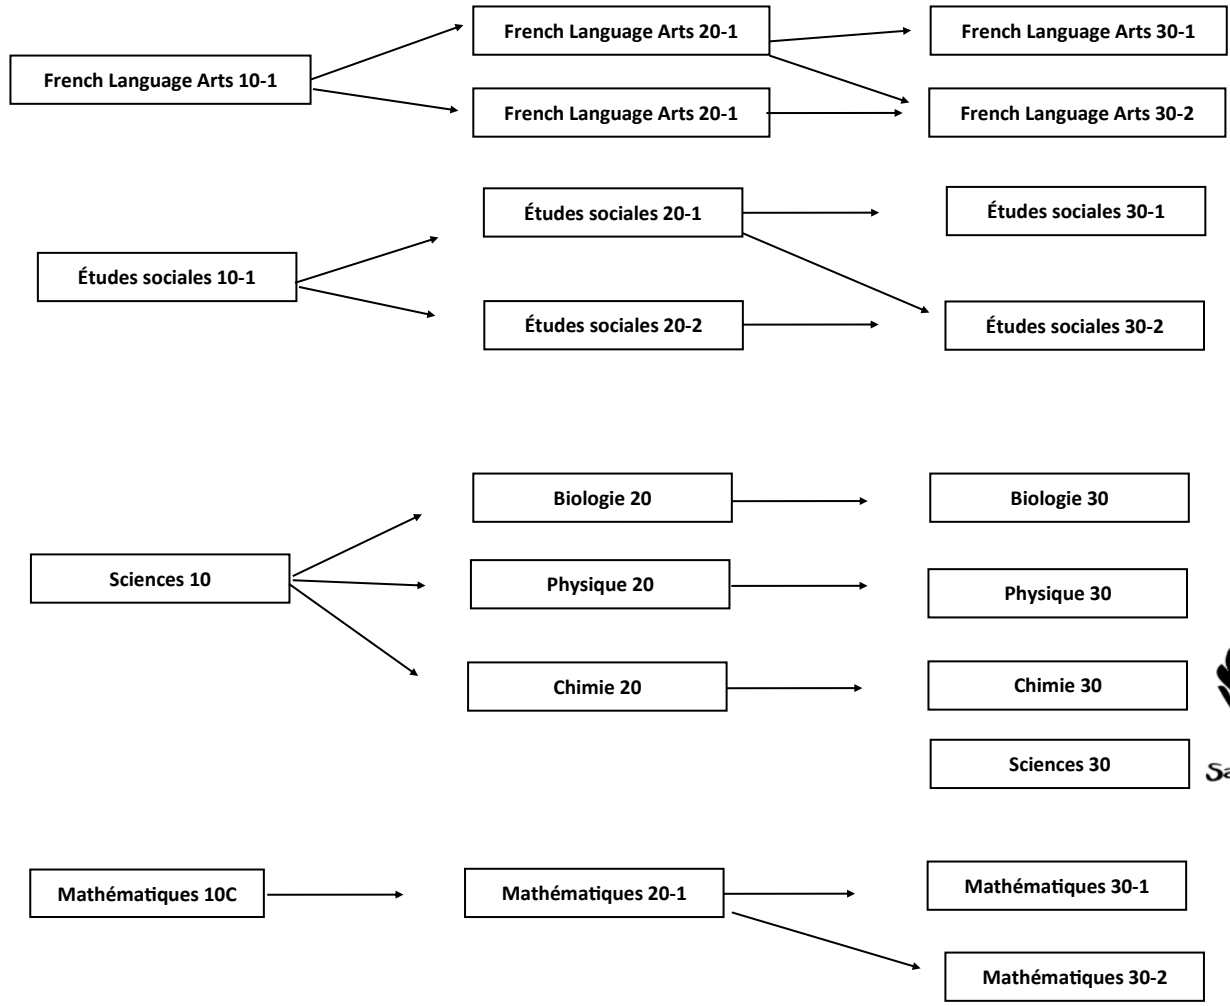 French Language Arts 10-1
French Language Arts 20-1
French Language Arts 30-1
French Language Arts 20-1
French Language Arts 30-2
Études sociales 10-1
Études sociales 20-1
Études sociales 30-1
Études sociales 20-2
Études sociales 30-2
Sciences 10
Biologie 20
Biologie 30
Physique 20
Physique 30
Chimie 20
Chimie 30
Sciences 30
Mathématiques 10C
Mathématiques 20-1
Mathématiques 30-1
Mathématiques 30-2